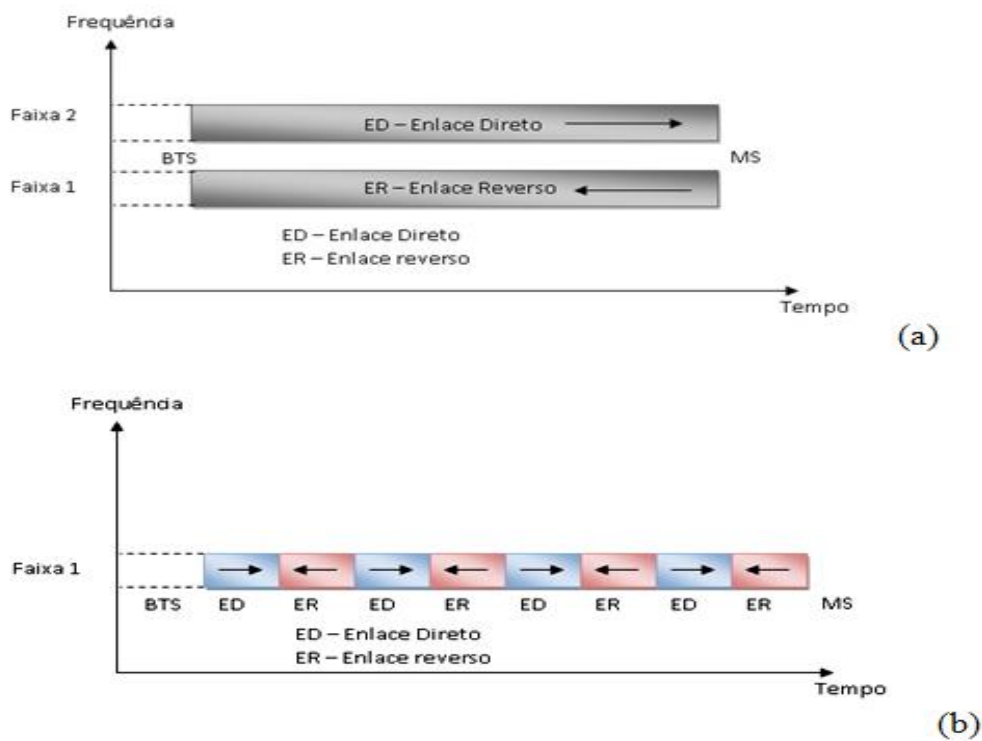 Frequência
Faixa 2
ED – Enlace Direto
BTS
MS
Faixa 1
ER – Enlace Reverso
ED – Enlace Direto
ER – Enlace reverso
Tempo
(a)
Frequência
Faixa 1
BTS ED ER ED ER ED ER ED ER MS
ED – Enlace Direto
ER – Enlace reverso
Tempo
(b)